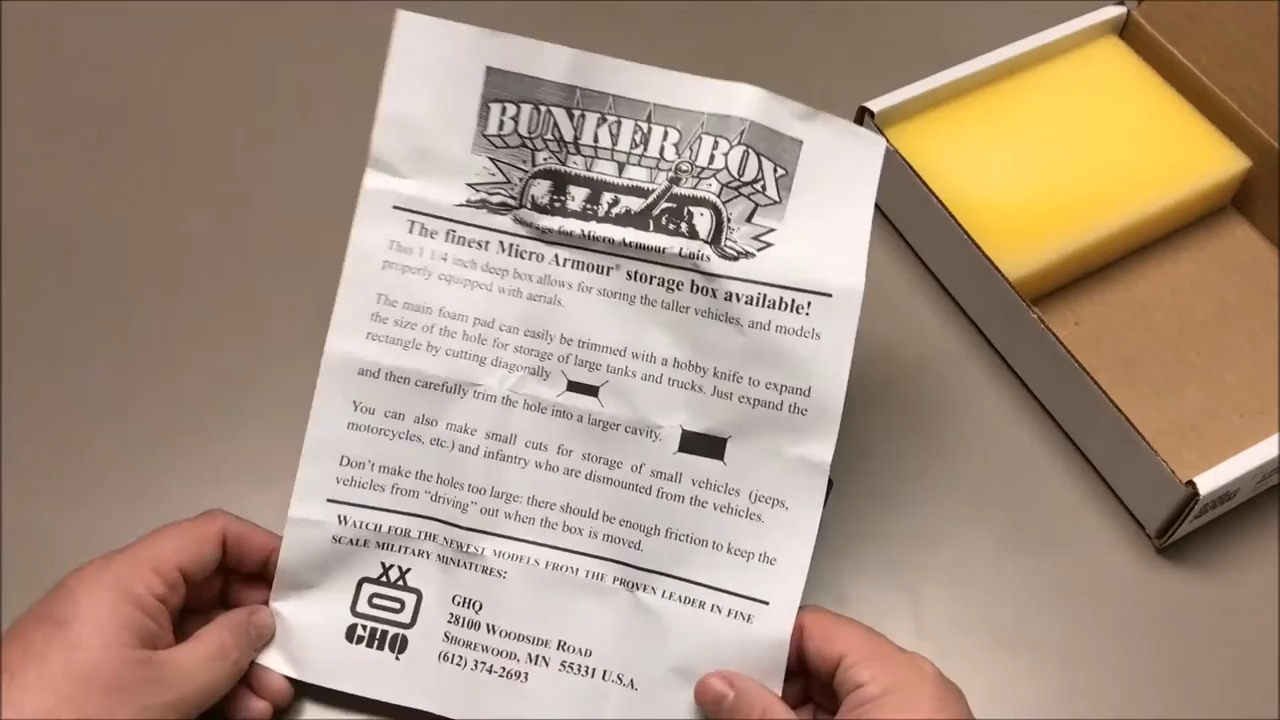 BUNKER BOX
Storage for Micro Armour® Units
The finest Micro Armour® storage box available!
This 1 1/4 inch deep box allows for storing the taller vehicles, and models
properly equipped with aerials.
The main foam pad can easily be trimmed with a hobby knife to expand
the size of the hole for storage of large tanks and trucks. Just expand the
rectangle by cutting diagonally
and then carefully trim the hole into a larger cavity.
You can also make small cuts for storage of small vehicles (jeeps,
motorcycles, etc.) and infantry who are dismounted from the vehicles.
Don't make the holes too large: there should be enough friction to keep the
vehicles from “driving” out when the box is moved.
WATCH FOR THE NEWEST MODELS FROM THE PROVEN LEADER IN FINE
SCALE MILITARY MINIATURES:
GHQ
GHQ
28100 WOODSIDE ROAD
SHOREWOOD, MN 55331 U.S.A.
(612) 374-2693